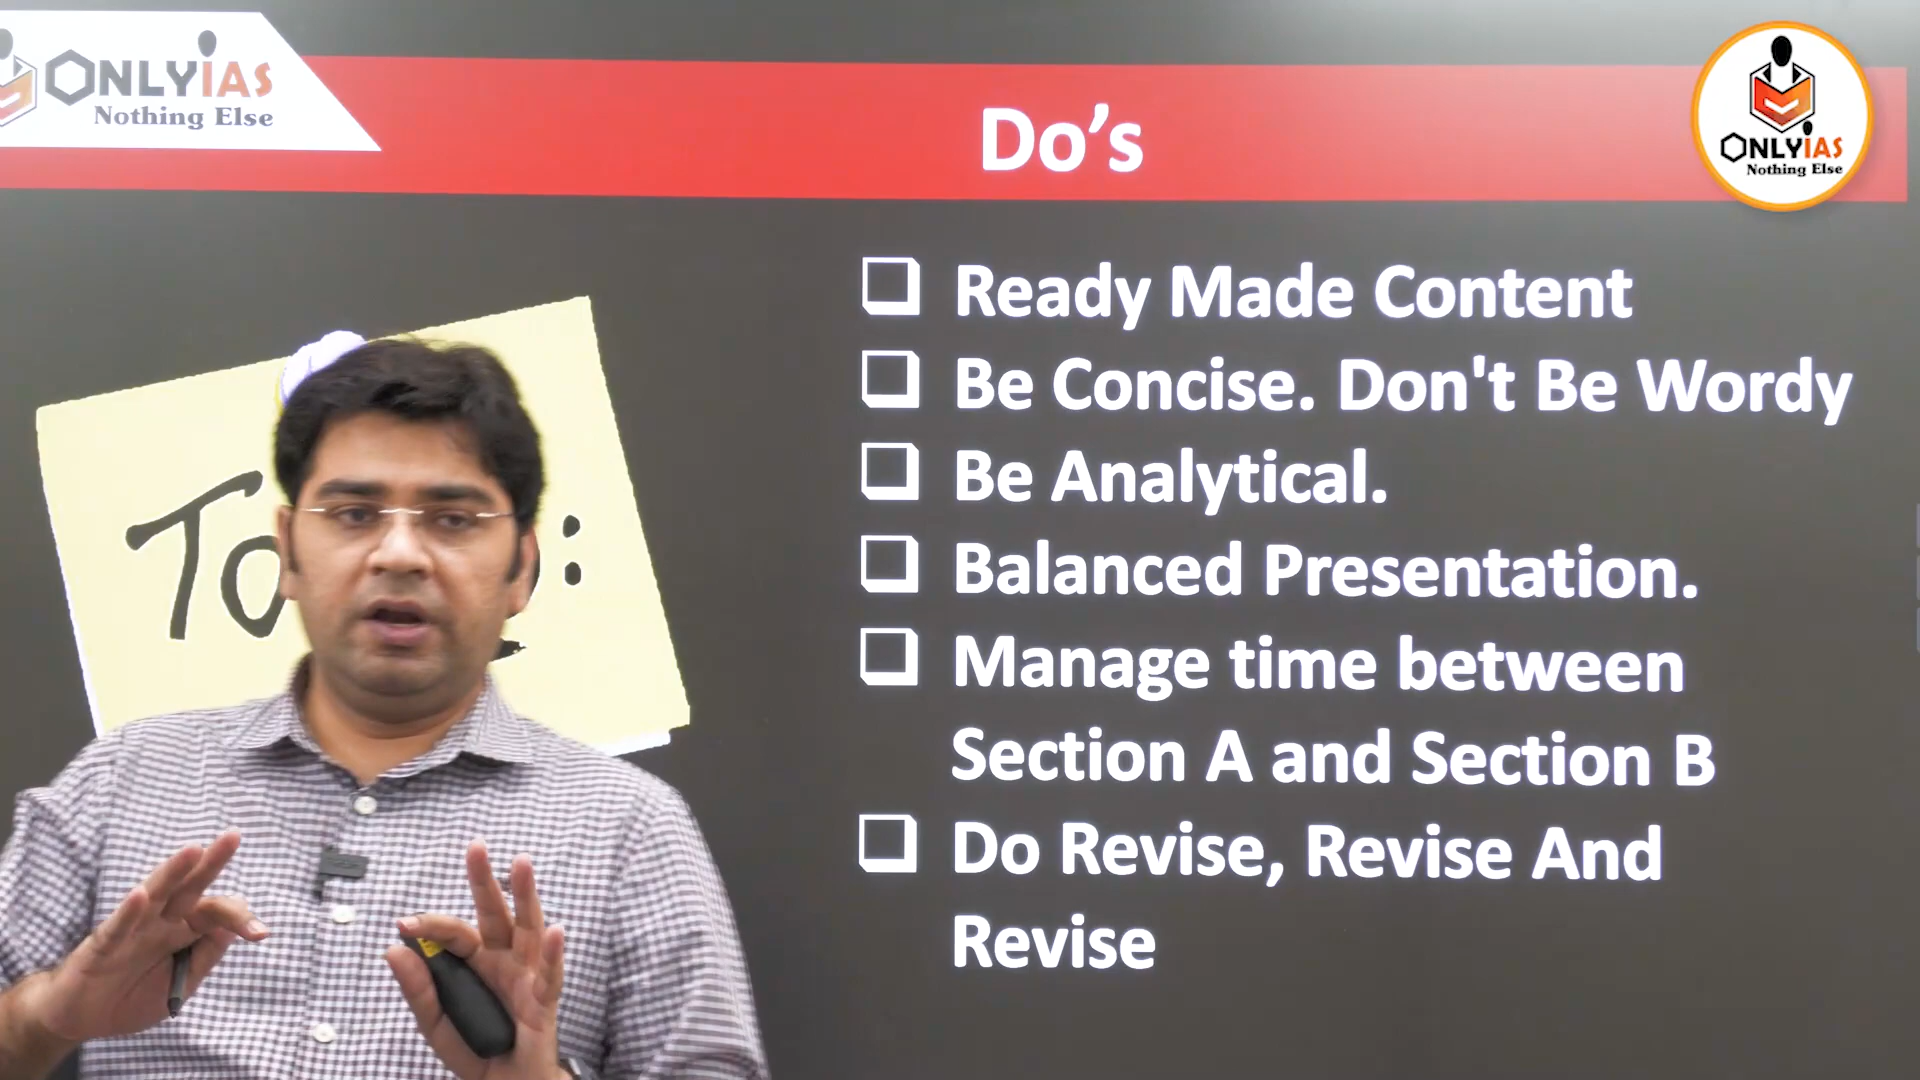 ONLYIAS
Nothing Else
Do's
ONLYIAS
Nothing Else
❑ Ready Made Content
❑ Be Concise. Don't Be Wordy
❑ Be Analytical.
❑ Balanced Presentation.
❑ Manage time between
Section A and Section B
❑ Do Revise, Revise And
Revise
To :